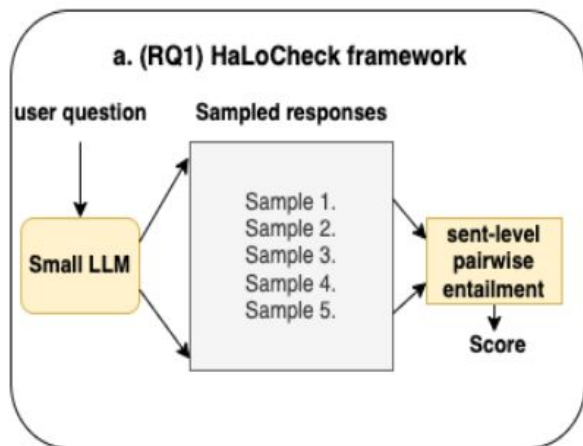 a. (RQ1) HaLoCheck framework
user question
Sampled responses
Small LLM
Sample 1.
Sample 2.
Sample 3.
Sample 4.
Sample 5.
sent-level
pairwise
entailment
Score